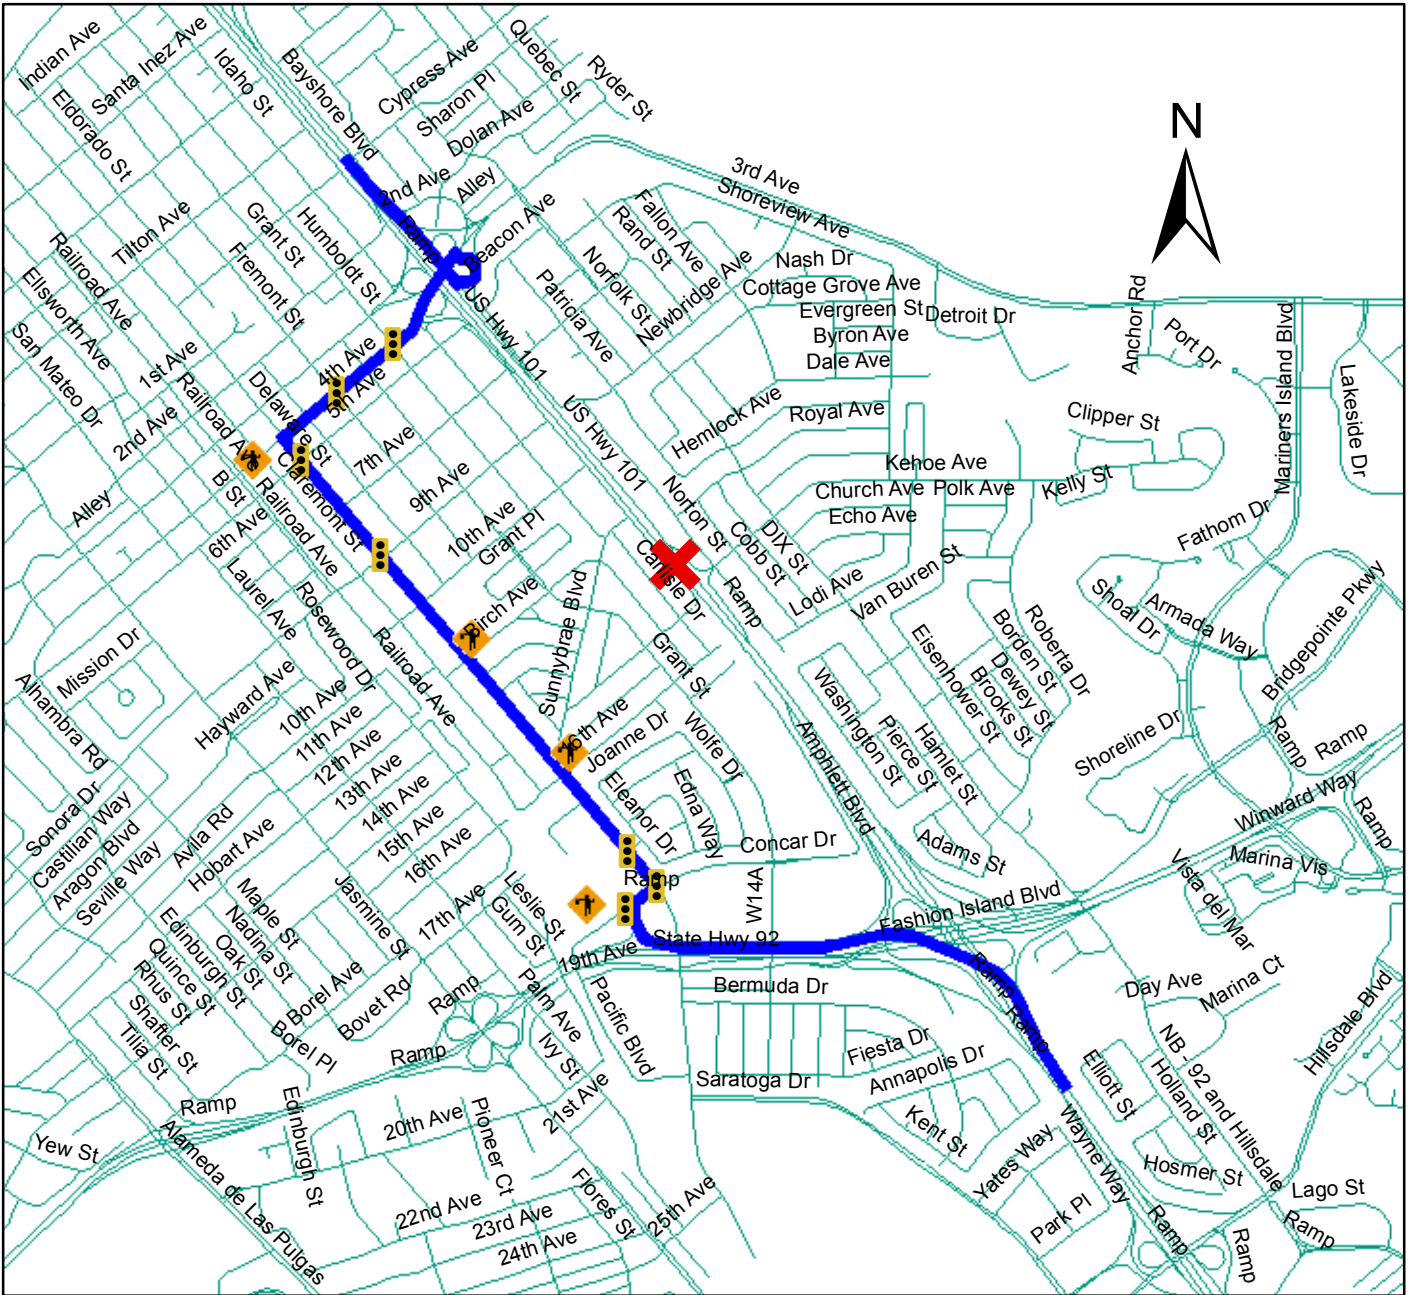 Indian Ave
Santa Inez Ave
Idaho St
Bayshore Blvd
Cypress Ave
Quebec St
Ryder St
Sharon Pl
Dolan Ave
Eldorado St
N
2nd Ave
Alley
3rd Ave
Shoreview Ave
Tilton Ave
Grant St
Humboldt St
Ramp
Beacon Ave
Fallon Ave
Rand St
Railroad Ave
Fremont St
Norfolk St
Newbridge Ave
Nash Dr
Cottage Grove Ave
Ellsworth Ave
Patricia Ave
US Hwy 101
Evergreen St
Detroit Dr
Anchor Rd
Port Dr
Mariners Island Blvd
Byron Ave
Dale Ave
San Mateo Dr
1st Ave
4th Ave
5th Ave
Lakeside Dr
Railroad Ave
Delaware St
2nd Ave
US Hwy 101
Hemlock Ave
Royal Ave
Clipper St
7th Ave
Claremont St
B St
9th Ave
Kehoe Ave
Kelly St
Alley
Railroad Ave
6th Ave
10th Ave
Grant Pl
Norton St
Church Ave
Polk Ave
Echo Ave
Cobb St
DIX St
Fathom Dr
Carlisle Dr
Laurel Ave
Rosewood Dr
Birch Ave
Sunnybrae Blvd
Ramp
Lodi Ave
Van Buren St
Shoal Dr
Armada Way
Bridgepointe Pkwy
Mission Dr
Railroad Ave
Grant St
Eisenhower St
Borden St
Roberta Dr
Dewey St
Brooks St
Alhambra Rd
Hayward Ave
10th Ave
11th Ave
12th Ave
13th Ave
14th Ave
15th Ave
16th Ave
16th Ave
Joanne Dr
Wolfe Dr
Washington St
Pierce St
Hamlet St
Amphlett Blvd
Shoreline Dr
Ramp
Ramp
Sonora Dr
Castilian Way
Aragon Blvd
Seville Way
Avila Rd
Hobart Ave
Eleanor Dr
Edna Way
Concar Dr
Adams St
Winward Way
Ramp
Marina Vis
Vista del Mar
Ramp
W14A
Fashion Island Blvd
Maple St
Nadina St
Oak St
Edinburgh St
Quince St
Rhus St
Shaffer St
Tilia St
Jasmine St
17th Ave
Leslie St
Gum St
State Hwy 92
19th Ave
Borel Ave
Bovet Rd
Ramp
Palm Ave
Pacific Blvd
Bermuda Dr
Ramp
Ramp
Day Ave
Marina Ct
Hillsdale Blvd
Borel Pl
Ramp
Ivy St
Fiesta Dr
Annapolis Dr
Saratoga Dr
Elliott St
NB - 92 and Hillsdale
Holland St
Ramp
Edinburgh St
20th Ave
Pioneer Ct
21st Ave
Kent St
Wayne Way
Yew St
Alameda de Las Pulgas
Yates Way
Hosmer St
Lago St
22nd Ave
23rd Ave
24th Ave
Flores St
25th Ave
Park Pl
Ramp
Ramp
Ramp